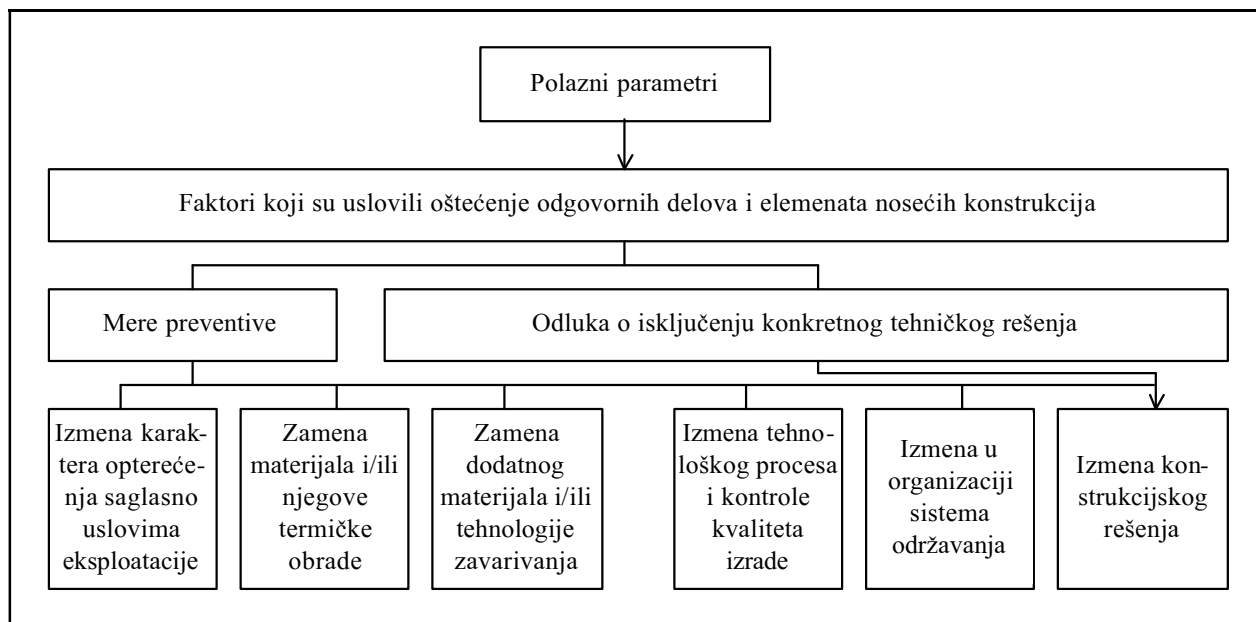 Polazni parametri
Faktori koji su uslovili oštećenje odgovornih delova i elemenata nosećih konstrukcija
Mere preventive
Odluka o isključenju konkretnog tehničkog rešenja
Izmena karak-
tera optereće-
nja saglasno
uslovima
eksploatacije
Zamena
materijala i/ili
njegove
termičke
obrade
Zamena
dodatnog
materijala i/ili
tehnologije
zavarivanja
Izmena tehno-
loškog procesa
i kontrole
kvaliteta
izrade
Izmena u
organizaciji
sistema
održavanja
Izmena kon-
strukcijskog
rešenja